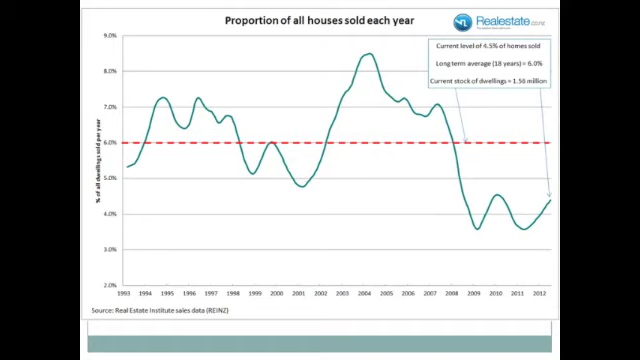 Proportion of all houses sold each year
Realestate.co.nz
Current level of 4.5% of homes sold
Long term average (18 years) = 6.0%
Current stock of dwellings = 1.56 million
9.0%
8.0%
7.0%
6.0%
5.0%
4.0%
3.0%
2.0%
% of all dwellings sold per year
1993 1994 1995 1996 1997 1998 1999 2000 2001 2002 2003 2004 2005 2006 2007 2008 2009 2010 2011 2012
Source: Real Estate Institute sales data (REINZ)